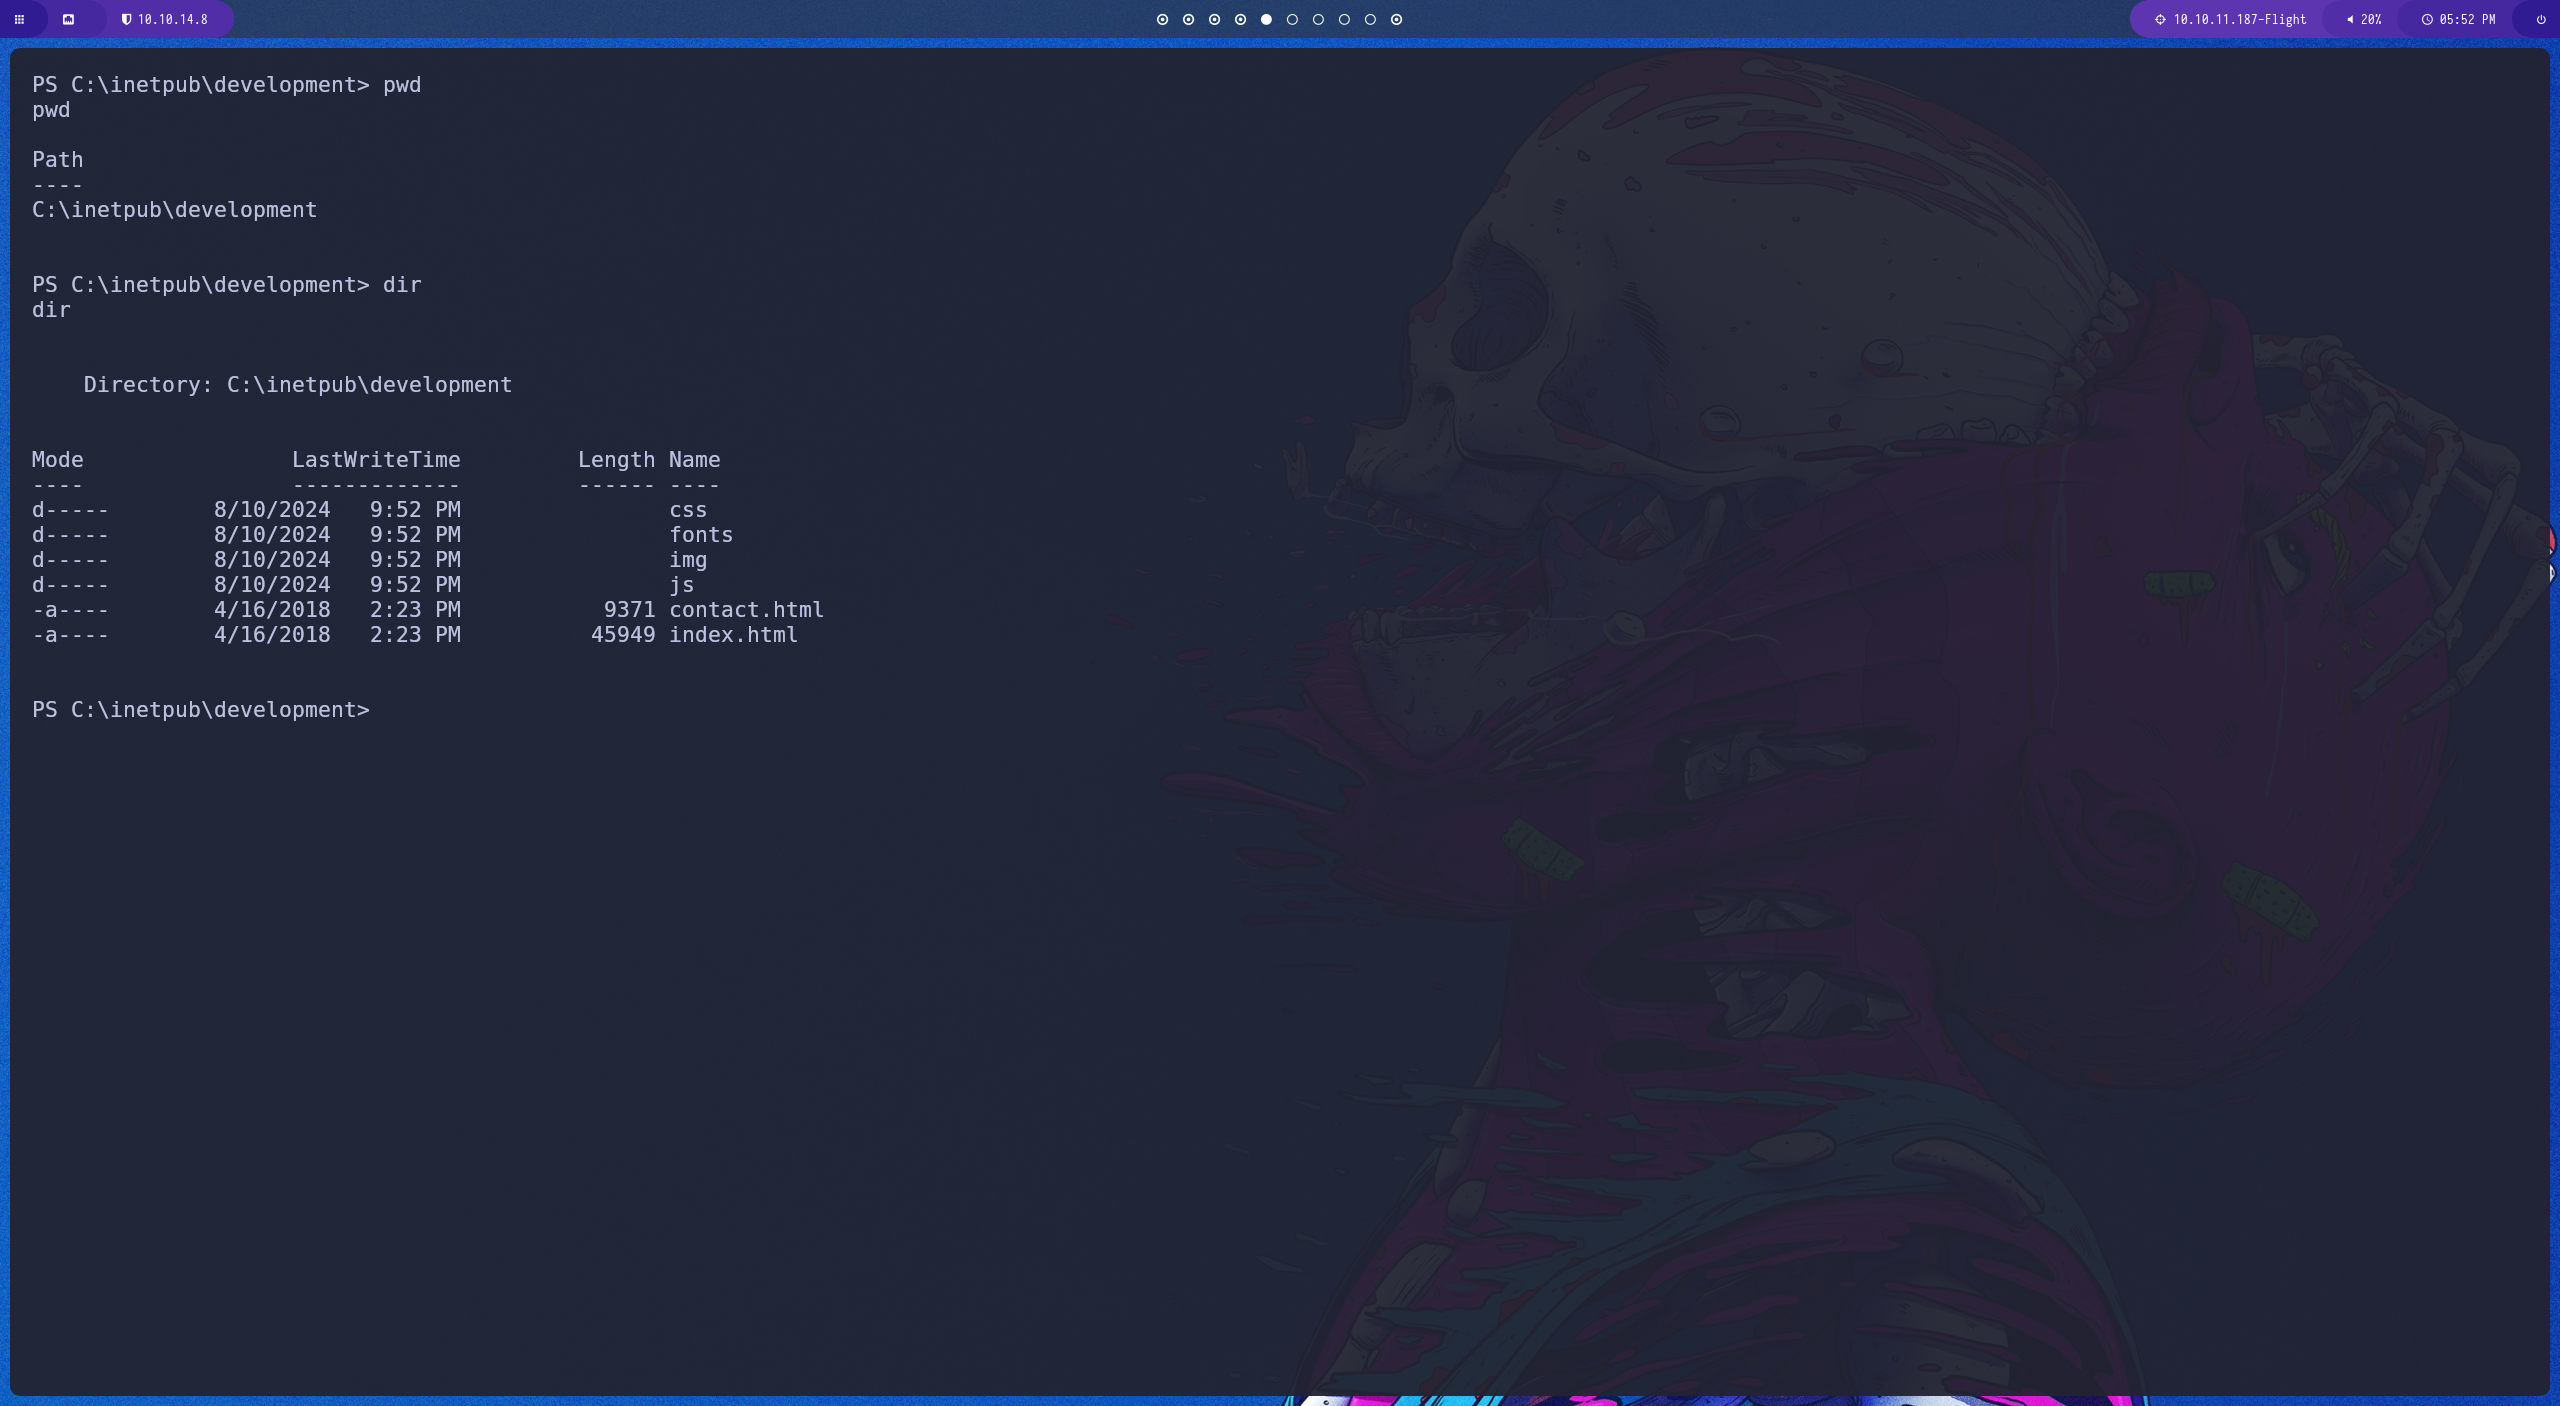 10.10.14.8
10.10.11.187-Flight 20% 05:52 PM
PS C:\inetpub\development> pwd
pwd
Path
----
C:\inetpub\development
PS C:\inetpub\development> dir
dir
    Directory: C:\inetpub\development
Mode                LastWriteTime         Length Name
----                -------------         ------ ----
d-----        8/10/2024   9:52 PM                css
d-----        8/10/2024   9:52 PM                fonts
d-----        8/10/2024   9:52 PM                img
d-----        8/10/2024   9:52 PM                js
-a----        4/16/2018   2:23 PM           9371 contact.html
-a----        4/16/2018   2:23 PM          45949 index.html
PS C:\inetpub\development>